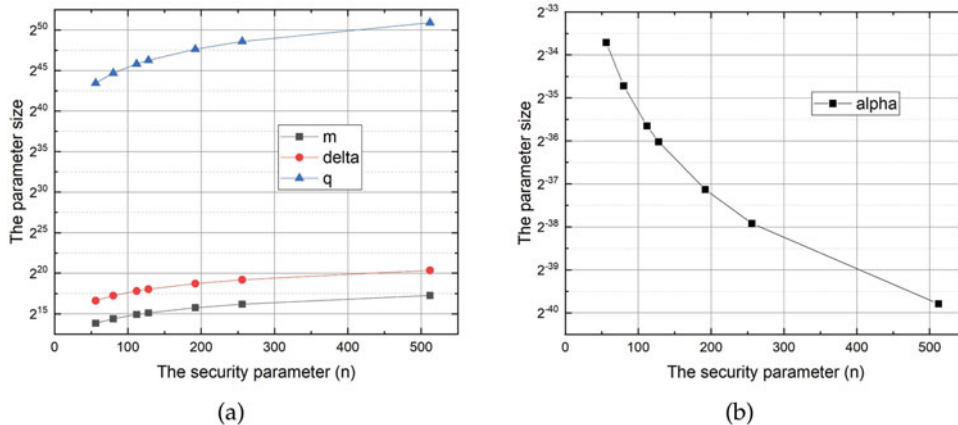 2^50
2^45
2^40
2^35
2^30
2^25
2^20
2^15
The parameter size
m
delta
q
0 100 200 300 400 500
The security parameter (n)
(a)
2^-33
2^-34
2^-35
2^-36
2^-37
2^-38
2^-39
2^-40
The parameter size
alpha
0 100 200 300 400 500
The security parameter (n)
(b)